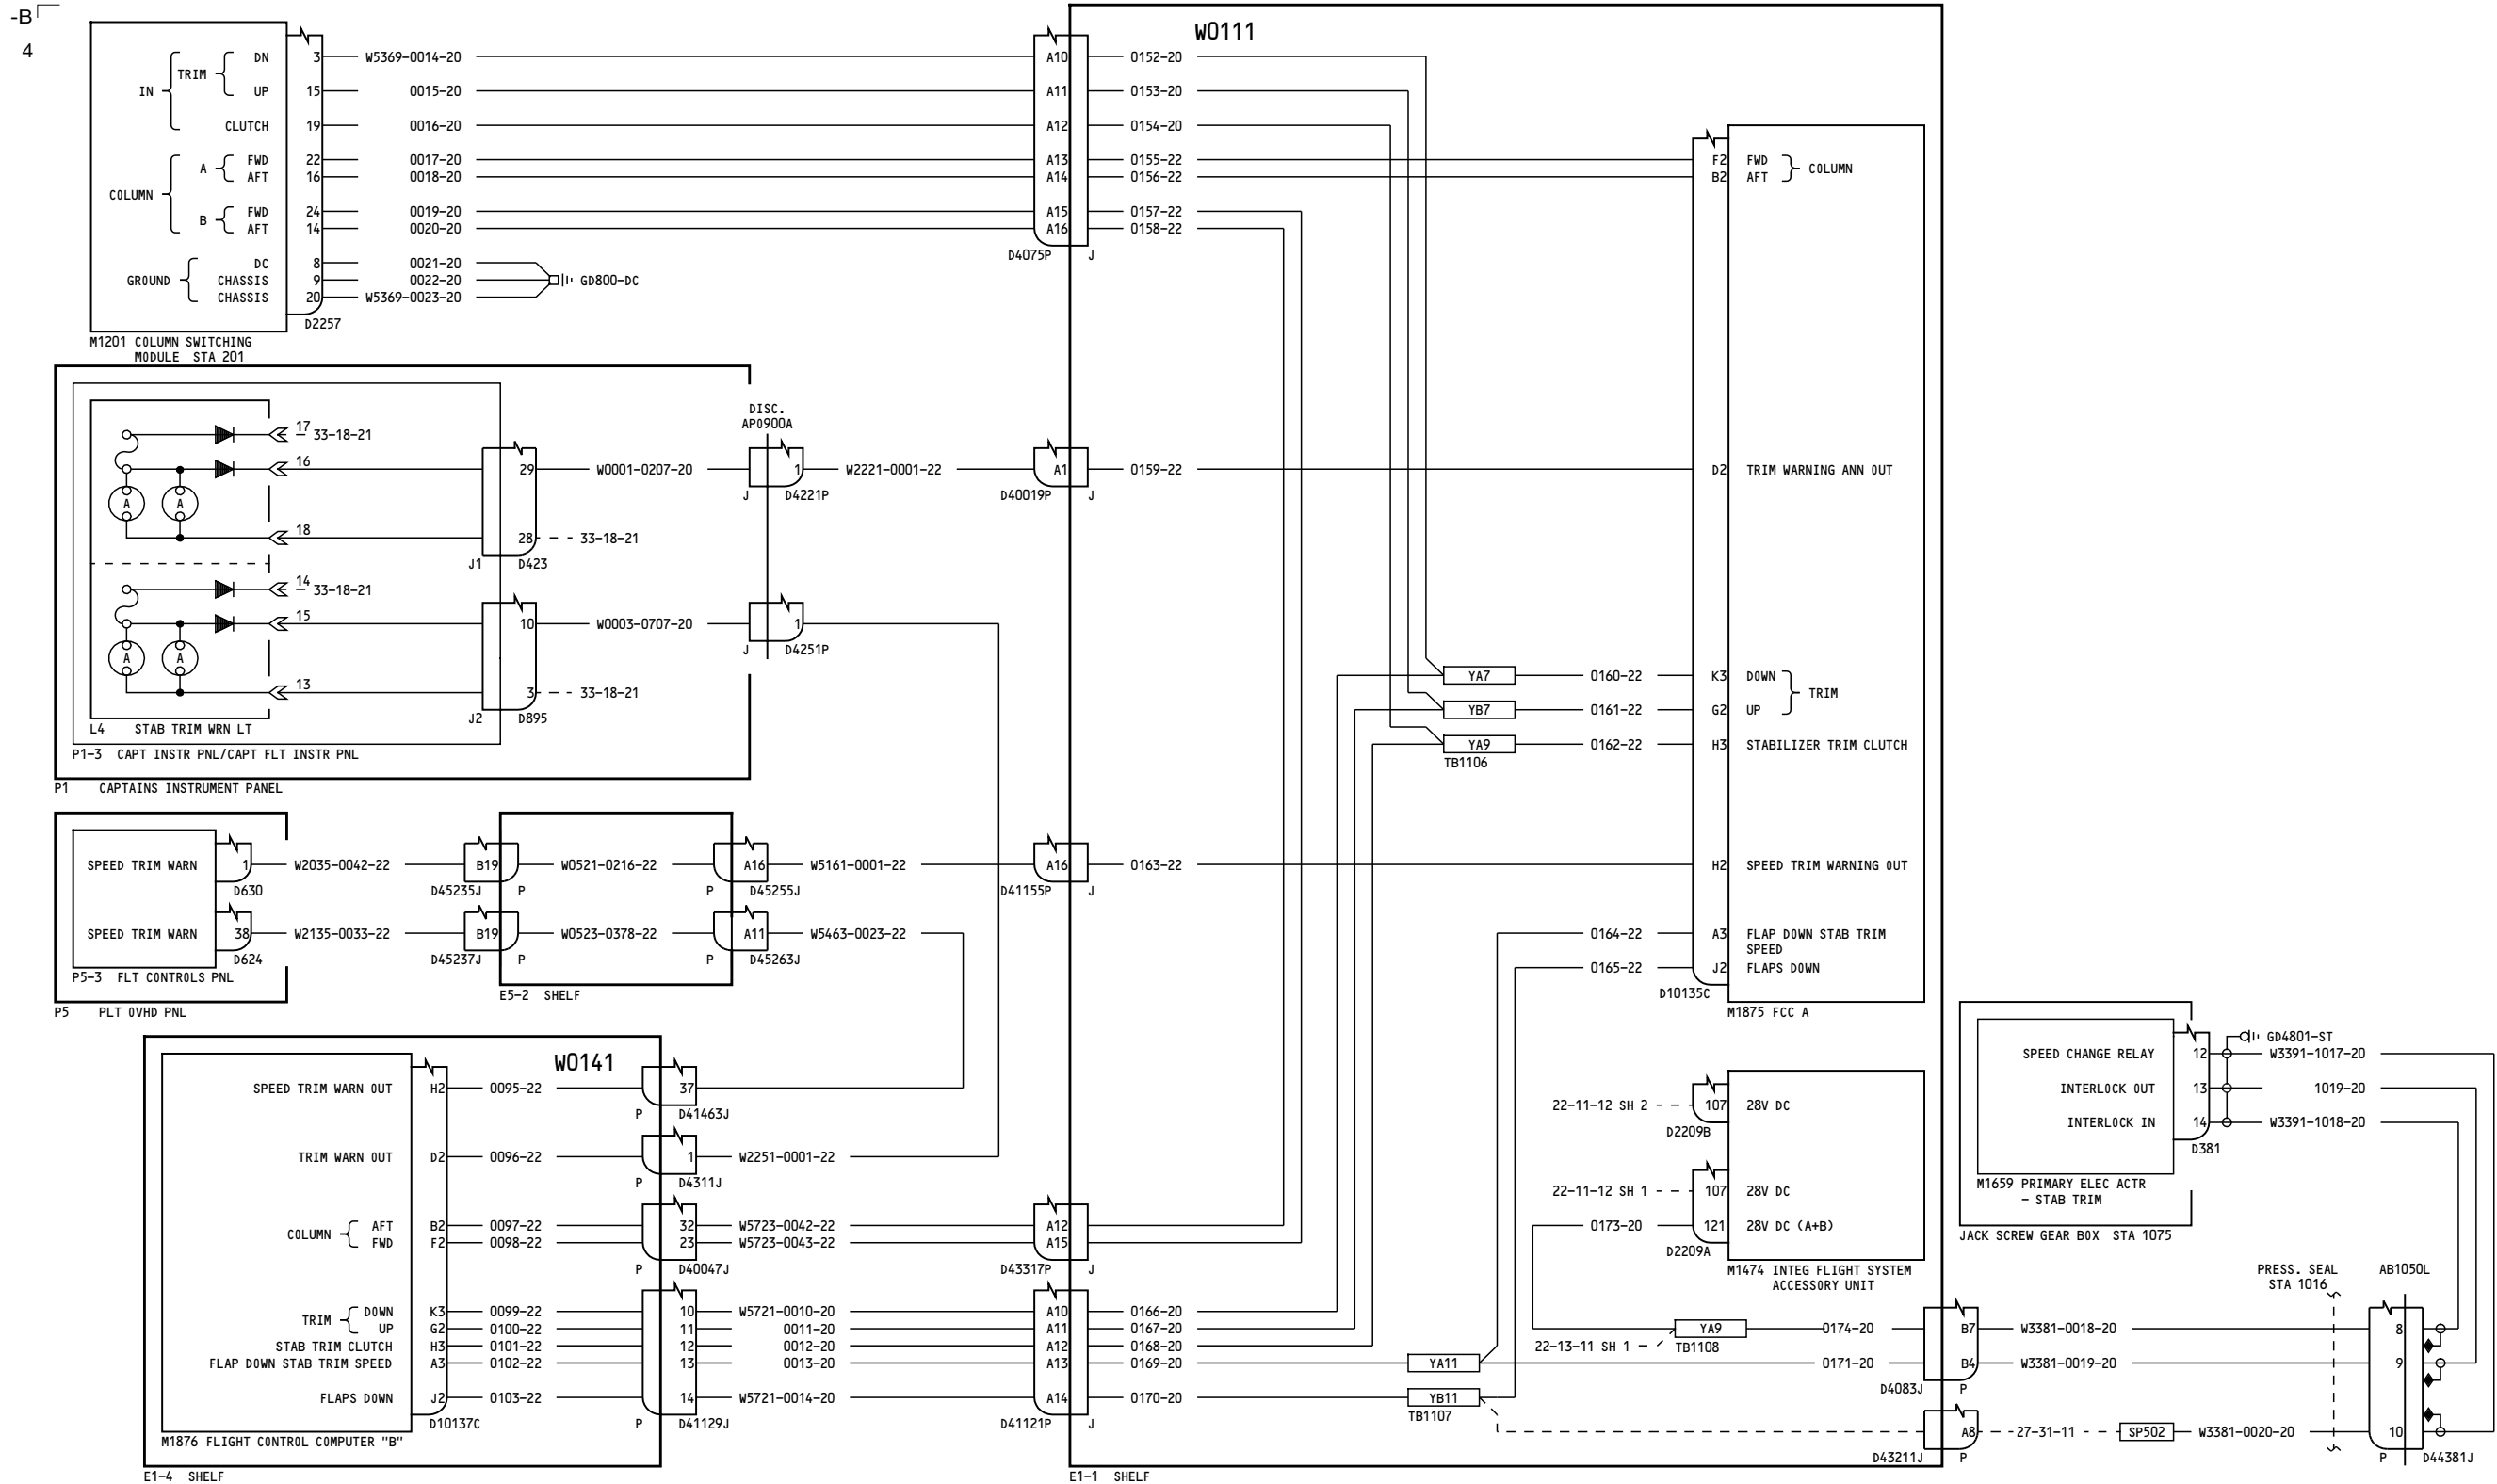 -B
4
W0111
IN
TRIM
DN 3 W5369-0014-20 A10 0152-20
UP 15 0015-20 A11 0153-20
CLUTCH 19 0016-20 A12 0154-20
COLUMN
A
FWD 22 0017-20 A13 0155-22 F2 FWD
AFT 16 0018-20 A14 0156-22 B2 AFT
COLUMN
B
FWD 24 0019-20 A15 0157-22
AFT 14 0020-20 A16 0158-22
D4075P J
GROUND
DC 8 0021-20
CHASSIS 9 0022-20 GD800-DC
CHASSIS 20 W5369-0023-20
D2257
M1201 COLUMN SWITCHING
MODULE STA 201
DISC.
AP0900A
17 33-18-21
16 29 W0001-0207-20 1 W2221-0001-22 A1 0159-22 D2 TRIM WARNING ANN OUT
J D4221P D40019P J
A A
18 28 33-18-21
J1 D423
14 33-18-21
15 10 W0003-0707-20 1
J D4251P
A A
13 3 33-18-21
J2 D895
L4 STAB TRIM WRN LT
P1-3 CAPT INSTR PNL/CAPT FLT INSTR PNL
P1 CAPTAINS INSTRUMENT PANEL
YA7 0160-22 K3 DOWN
TRIM
YB7 0161-22 G2 UP
YA9 0162-22 H3 STABILIZER TRIM CLUTCH
TB1106
SPEED TRIM WARN 1 W2035-0042-22 B19 W0521-0216-22 A16 W5161-0001-22 A16 0163-22 H2 SPEED TRIM WARNING OUT
D630 D45235J P P D45255J D41155P J
SPEED TRIM WARN 38 W2135-0033-22 B19 W0523-0378-22 A11 W5463-0023-22
D624 D45237J P P D45263J
P5-3 FLT CONTROLS PNL
E5-2 SHELF
P5 PLT OVHD PNL
0164-22 A3 FLAP DOWN STAB TRIM
SPEED
0165-22 J2 FLAPS DOWN
D10135C
M1875 FCC A
W0141
SPEED TRIM WARN OUT H2 0095-22 37
P D41463J
TRIM WARN OUT D2 0096-22 1 W2251-0001-22
P D4311J
COLUMN
AFT B2 0097-22 32 W5723-0042-22 A12
FWD F2 0098-22 23 W5723-0043-22 A15
P D40047J D43317P J
TRIM
DOWN K3 0099-22 10 W5721-0010-20 A10 0166-20
UP G2 0100-22 11 0011-20 A11 0167-20
STAB TRIM CLUTCH H3 0101-22 12 0012-20 A12 0168-20
FLAP DOWN STAB TRIM SPEED A3 0102-22 13 0013-20 A13 0169-20 YA11 0171-20 B4 W3381-0019-20 9
FLAPS DOWN J2 0103-22 14 W5721-0014-20 A14 0170-20 YB11
D10137C P D41129J D41121P J TB1107
M1876 FLIGHT CONTROL COMPUTER "B"
E1-4 SHELF
22-11-12 SH 2 107 28V DC
D2209B
22-11-12 SH 1 107 28V DC
0173-20 121 28V DC (A+B)
D2209A
M1474 INTEG FLIGHT SYSTEM
ACCESSORY UNIT
YA9 0174-20 B7 W3381-0018-20 8
22-13-11 SH 1 TB1108
D4083J P
A8 27-31-11 SP502 W3381-0020-20 10
D43211J P P D44381J
E1-1 SHELF
GD4801-ST
SPEED CHANGE RELAY 12 W3391-1017-20
INTERLOCK OUT 13 1019-20
INTERLOCK IN 14 W3391-1018-20
D381
M1659 PRIMARY ELEC ACTR
- STAB TRIM
JACK SCREW GEAR BOX STA 1075
PRESS. SEAL
STA 1016
AB1050L